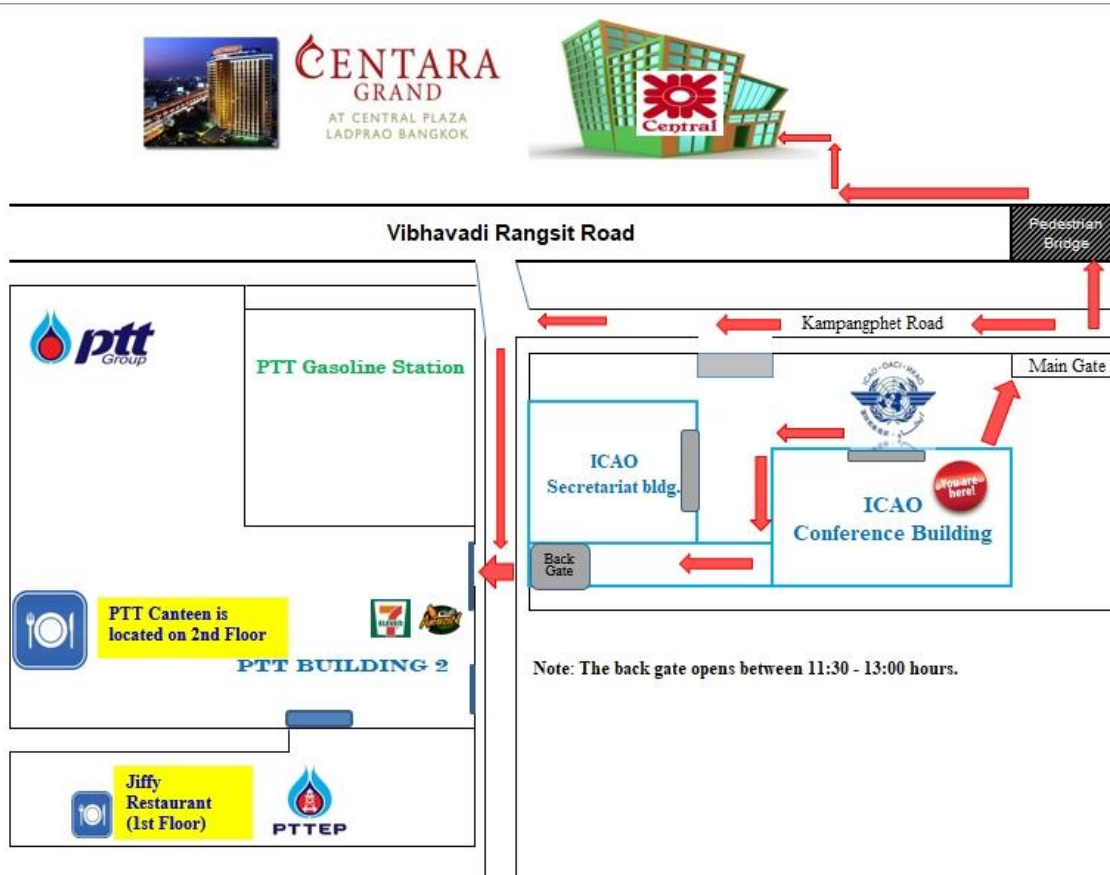 CENTARA
GRAND
AT CENTRAL PLAZA
LADPRAO BANGKOK
Central
Vibhavadi Rangsit Road
Pedestrian
Bridge
Kampangphet Road
Main Gate
ptt
Group
PTT Gasoline Station
ICAO
Secretariat bldg.
You are
here!
ICAO
Conference Building
Back
Gate
PTT Canteen is
located on 2nd Floor
7
ELEVEN
PTT BUILDING 2
Note: The back gate opens between 11:30 - 13:00 hours.
Jiffy
Restaurant
(1st Floor)
PTTEP